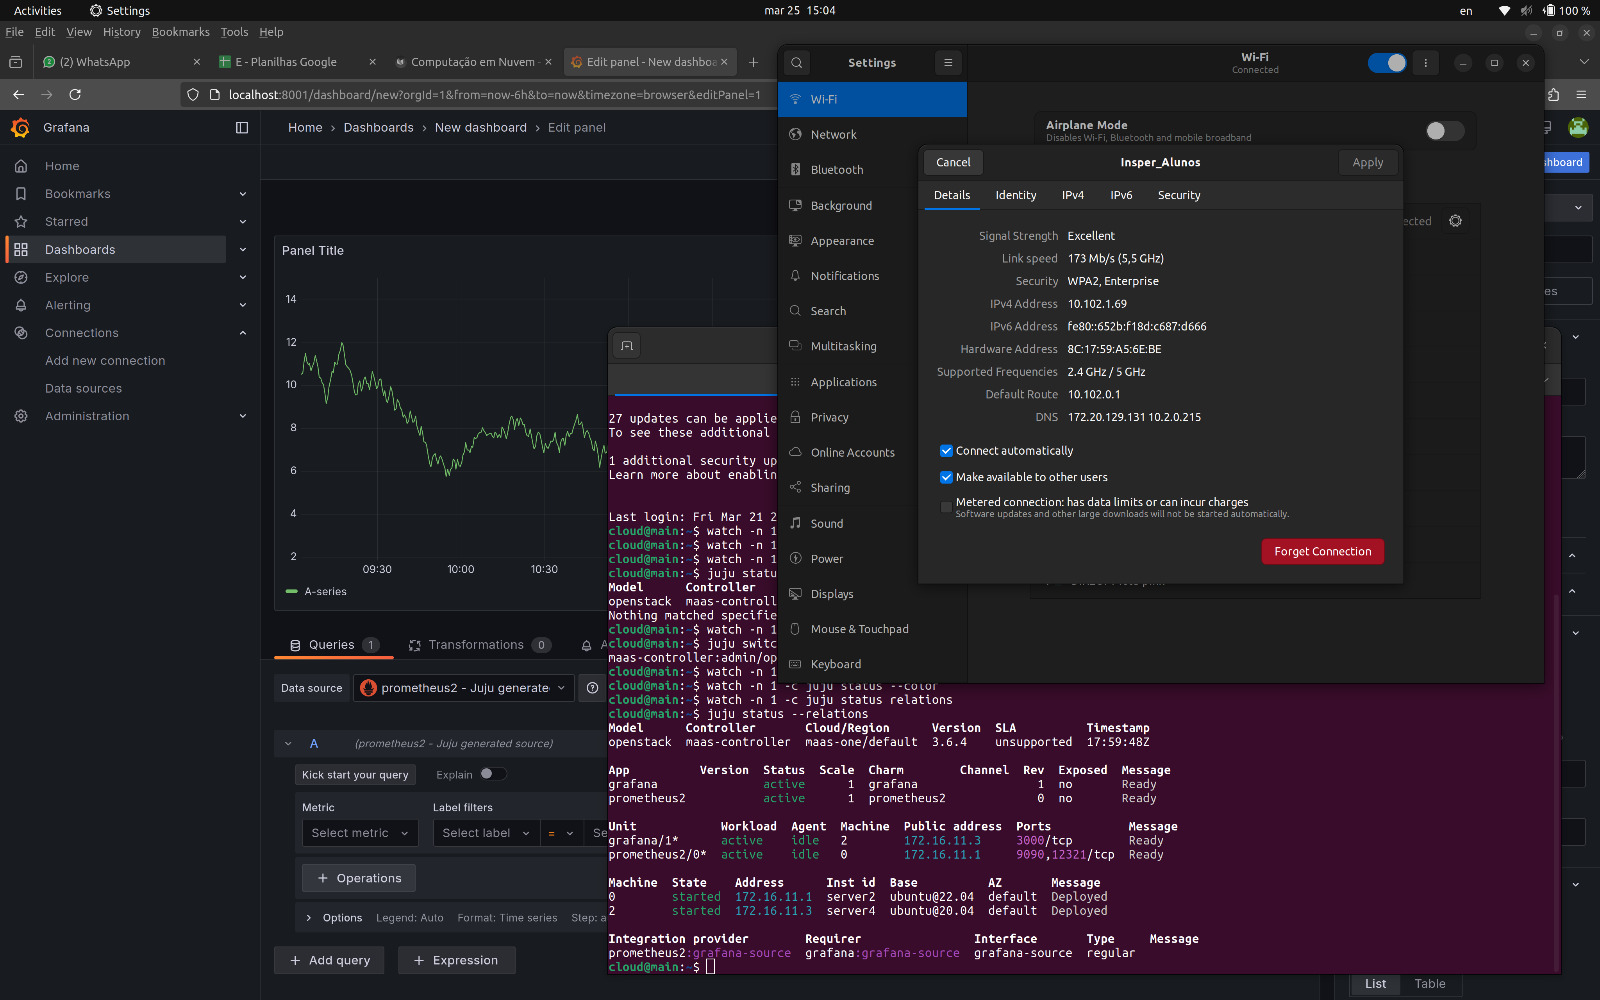 Activities
Settings
mar 25 15:04
en
100 %
File Edit View History Bookmarks Tools Help
(2) WhatsApp
E - Planilhas Google
Computação em Nuvem -
Edit panel - New dashboa
localhost:8001/dashboard/new?orgId=1&from=now-6h&to=now&timezone=browser&editPanel=1
Grafana
Home
Dashboards
New dashboard
Edit panel
Home
Bookmarks
Starred
Dashboards
Explore
Alerting
Connections
Add new connection
Data sources
Administration
Panel Title
14
12
10
8
6
4
2
09:30
10:00
10:30
A-series
Queries 1
Transformations 0
A
Data source
prometheus2 - Juju generate
A
(prometheus2 - Juju generated source)
Kick start your query
Explain
Metric
Label filters
Select metric
Select label
=
Se
+ Operations
Options
Legend: Auto
Format: Time series
Step: a
+ Add query
+ Expression
Settings
Wi-Fi
Network
Bluetooth
Background
Appearance
Notifications
Search
Multitasking
Applications
Privacy
Online Accounts
Sharing
Sound
Power
Displays
Mouse & Touchpad
Keyboard
Wi-Fi
Connected
Airplane Mode
Disables Wi-Fi, Bluetooth and mobile broadband
hboard
ected
es
Cancel
Insper_Alunos
Apply
Details
Identity
IPv4
IPv6
Security
Signal Strength Excellent
Link speed 173 Mb/s (5,5 GHz)
Security WPA2, Enterprise
IPv4 Address 10.102.1.69
IPv6 Address fe80::652b:f18d:c687:d666
Hardware Address 8C:17:59:A5:6E:BE
Supported Frequencies 2.4 GHz / 5 GHz
Default Route 10.102.0.1
DNS 172.20.129.131 10.2.0.215
Connect automatically
Make available to other users
Metered connection: has data limits or can incur charges
Software updates and other large downloads will not be started automatically.
Forget Connection
27 updates can be applie
To see these additional
1 additional security up
Learn more about enablin
Last login: Fri Mar 21 2
cloud@main:~$ watch -n 1
cloud@main:~$ watch -n 1
cloud@main:~$ watch -n 1
cloud@main:~$ juju statu
Model Controller
openstack maas-controll
Nothing matched specifie
cloud@main:~$ watch -n 1
cloud@main:~$ juju switc
maas-controller:admin/op
cloud@main:~$ watch -n 1
cloud@main:~$ watch -n 1 -c juju status --color
cloud@main:~$ watch -n 1 -c juju status relations
cloud@main:~$ juju status --relations
Model Controller Cloud/Region Version SLA Timestamp
openstack maas-controller maas-one/default 3.6.4 unsupported 17:59:48Z
App Version Status Scale Charm Channel Rev Exposed Message
grafana active 1 grafana 1 no Ready
prometheus2 active 1 prometheus2 0 no Ready
Unit Workload Agent Machine Public address Ports Message
grafana/1* active idle 2 172.16.11.3 3000/tcp Ready
prometheus2/0* active idle 0 172.16.11.1 9090,12321/tcp Ready
Machine State Address Inst id Base AZ Message
0 started 172.16.11.1 server2 ubuntu@22.04 default Deployed
2 started 172.16.11.3 server4 ubuntu@20.04 default Deployed
Integration provider Requirer Interface Type Message
prometheus2:grafana-source grafana:grafana-source grafana-source regular
cloud@main:~$
List
Table